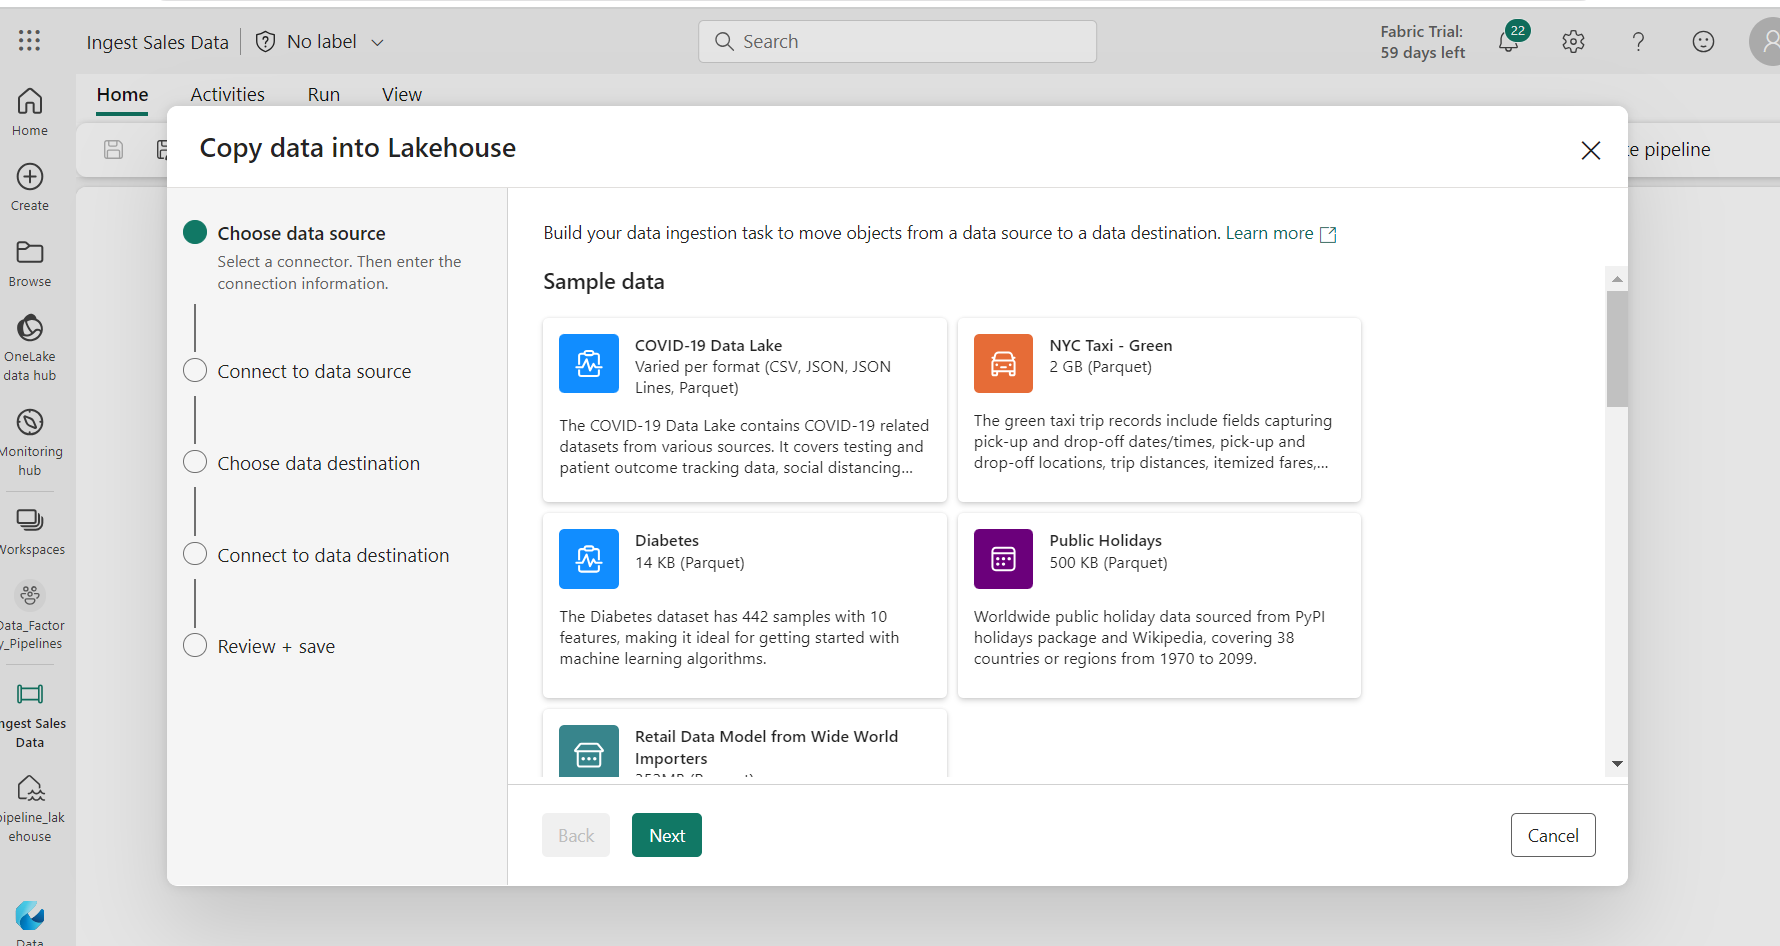 Ingest Sales Data
No label
Search
Fabric Trial:
59 days left
22
Home
Activities
Run
View
Home
Create
Browse
OneLake
data hub
Monitoring
hub
Workspaces
Data_Factor
y_Pipelines
Ingest Sales
Data
pipeline_lak
ehouse
Data
pipeline
Copy data into Lakehouse
Choose data source
Select a connector. Then enter the
connection information.
Connect to data source
Choose data destination
Connect to data destination
Review + save
Build your data ingestion task to move objects from a data source to a data destination. Learn more
Sample data
COVID-19 Data Lake
Varied per format (CSV, JSON, JSON
Lines, Parquet)
The COVID-19 Data Lake contains COVID-19 related
datasets from various sources. It covers testing and
patient outcome tracking data, social distancing...
NYC Taxi - Green
2 GB (Parquet)
The green taxi trip records include fields capturing
pick-up and drop-off dates/times, pick-up and
drop-off locations, trip distances, itemized fares,...
Diabetes
14 KB (Parquet)
The Diabetes dataset has 442 samples with 10
features, making it ideal for getting started with
machine learning algorithms.
Public Holidays
500 KB (Parquet)
Worldwide public holiday data sourced from PyPI
holidays package and Wikipedia, covering 38
countries or regions from 1970 to 2099.
Retail Data Model from Wide World
Importers
Back
Next
Cancel